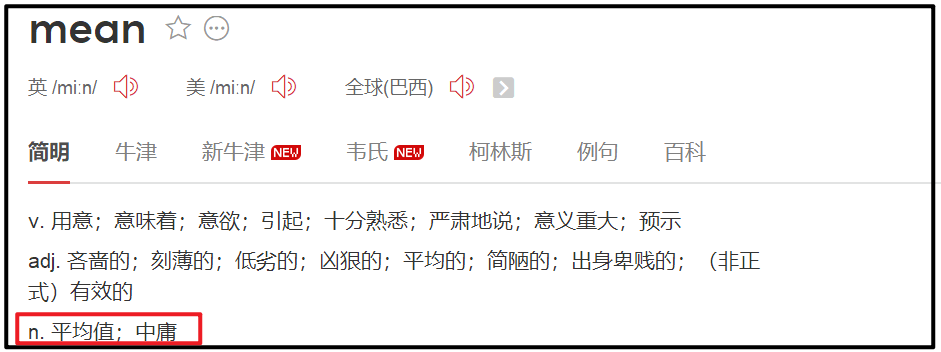 mean
英 /miːn/ 美 /miːn/ 全球(巴西)
简明 牛津 新牛津 NEW 韦氏 NEW 柯林斯 例句 百科
v. 用意；意味着；意欲；引起；十分熟悉；严肃地说；意义重大；预示
adj. 吝啬的；刻薄的；低劣的；凶狠的；平均的；简陋的；出身卑贱的；（非正
式）有效的
n. 平均值；中庸